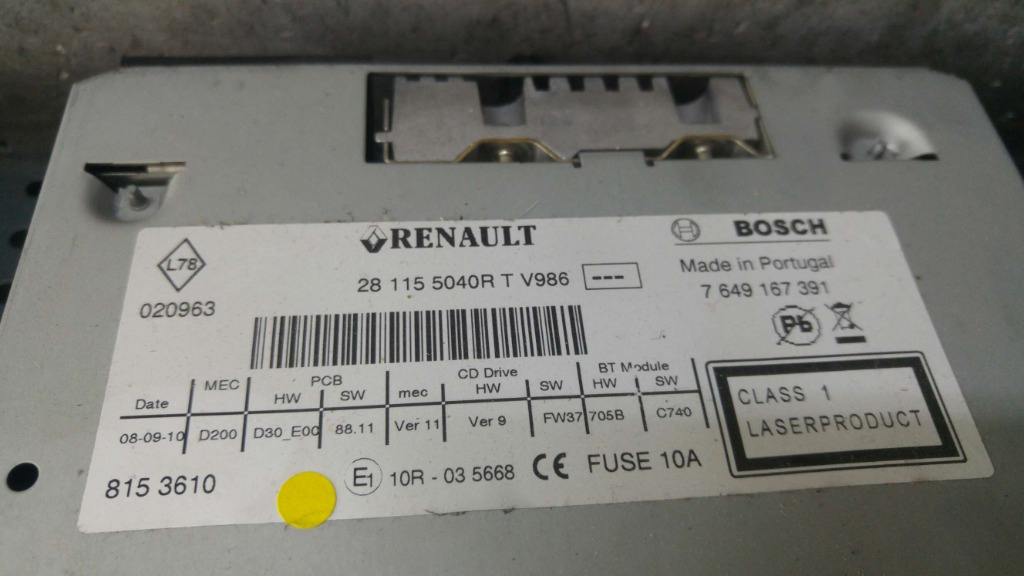 L78
020963
RENAULT
28 115 5040R T V986
---
BOSCH
Made in Portugal
7 649 167 391
Pb
Date MEC PCB CD Drive BT Module
HW SW mec HW SW HW SW
08-09-10 D200 D30_E00 88.11 Ver 11 Ver 9 FW37 705B C740
CLASS 1
LASERPRODUCT
815 3610
E1 10R - 03 5668 CE FUSE 10A